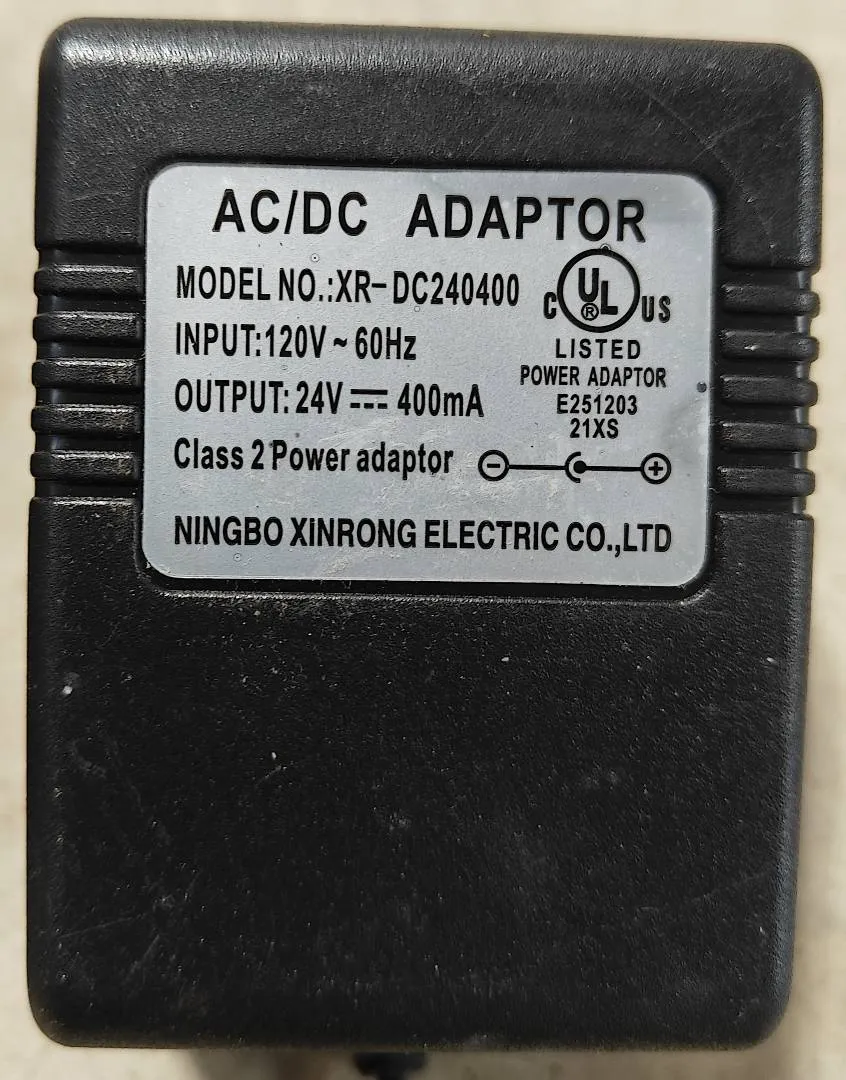 AC/DC ADAPTOR
MODEL NO.:XR-DC240400
INPUT:120V~60Hz
OUTPUT:24V⎓400mA
Class 2 Power adaptor
C UL® US
LISTED
POWER ADAPTOR
E251203
21XS
NINGBO XiNRONG ELECTRIC CO.,LTD